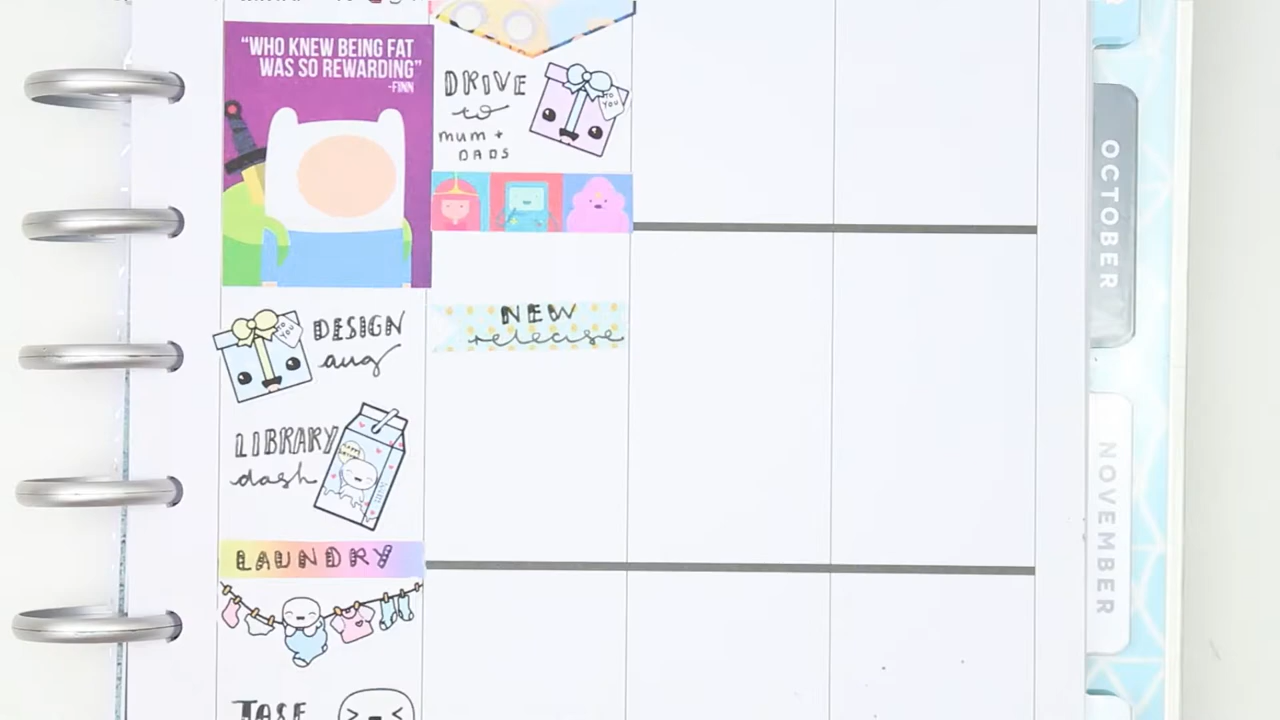 “WHO KNEW BEING FAT
WAS SO REWARDING”
-FINN
DESIGN
aug
TO
YOU
LIBRARY
dash
LAUNDRY
DRIVE
to
mum +
DADS
TO
YOU
NEW
release
OCTOBER
NOVEMBER